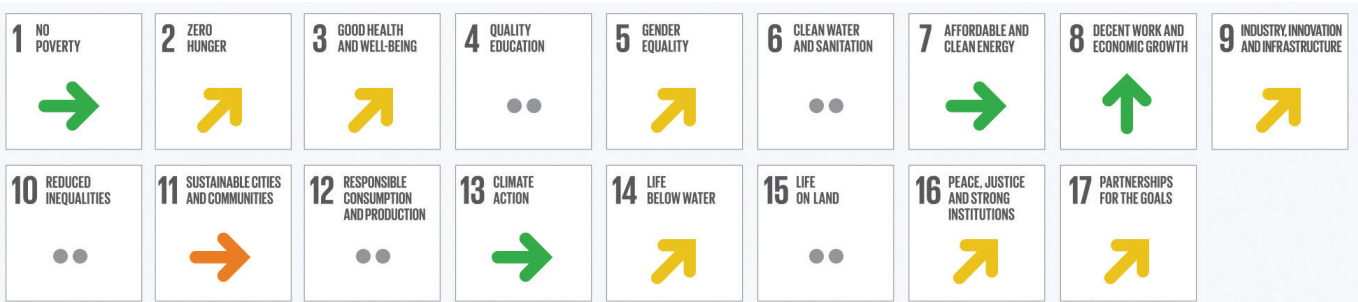 1 NO
POVERTY
2 ZERO
HUNGER
3 GOOD HEALTH
AND WELL-BEING
4 QUALITY
EDUCATION
5 GENDER
EQUALITY
6 CLEAN WATER
AND SANITATION
7 AFFORDABLE AND
CLEAN ENERGY
8 DECENT WORK AND
ECONOMIC GROWTH
9 INDUSTRY, INNOVATION
AND INFRASTRUCTURE
10 REDUCED
INEQUALITIES
11 SUSTAINABLE CITIES
AND COMMUNITIES
12 RESPONSIBLE
CONSUMPTION
AND PRODUCTION
13 CLIMATE
ACTION
14 LIFE
BELOW WATER
15 LIFE
ON LAND
16 PEACE, JUSTICE
AND STRONG
INSTITUTIONS
17 PARTNERSHIPS
FOR THE GOALS